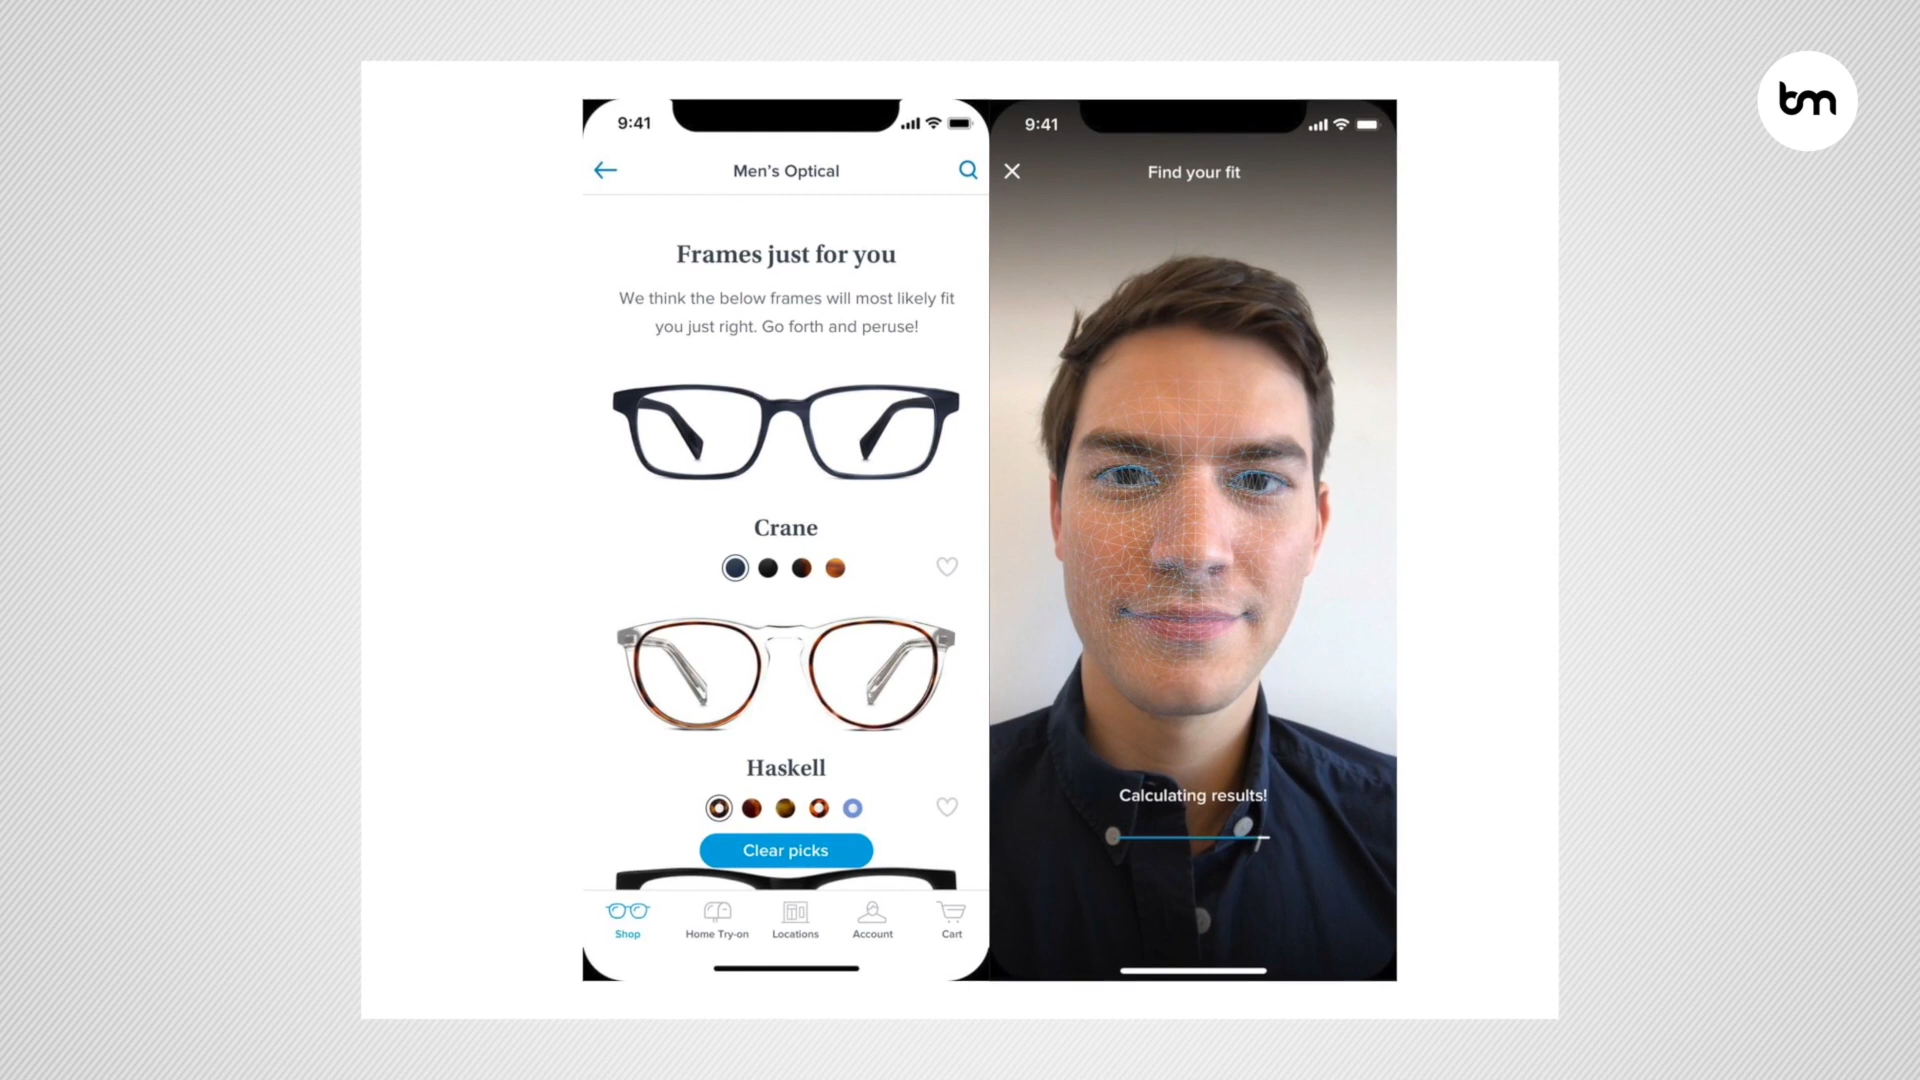 bm
9:41
Men's Optical
Frames just for you
We think the below frames will most likely fit
you just right. Go forth and peruse!
Crane
Haskell
Clear picks
Shop
Home Try-on
Locations
Account
Cart
9:41
Find your fit
Calculating results!